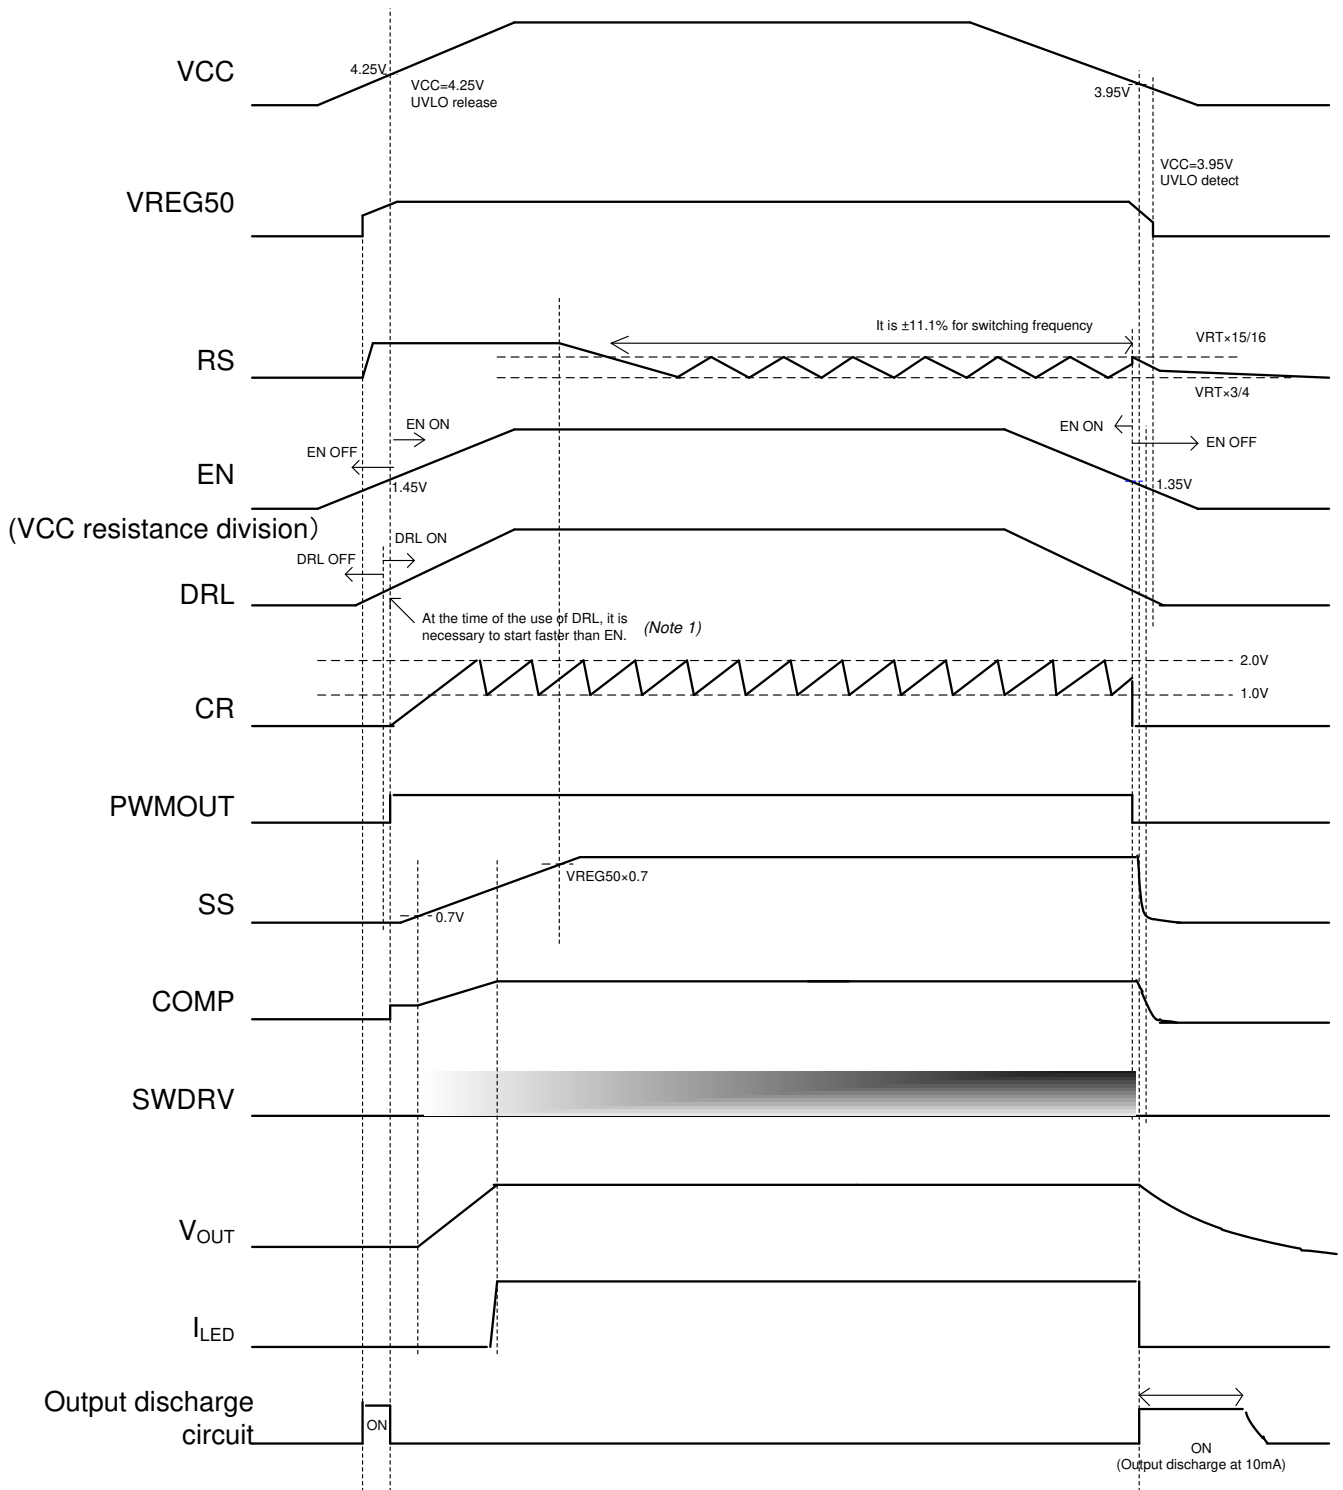 VCC
4.25V
VCC=4.25V
UVLO release
3.95V
VCC=3.95V
UVLO detect
VREG50
It is ±11.1% for switching frequency
VRT×15/16
RS
VRT×3/4
EN ON
EN ON
EN OFF
EN OFF
EN
1.45V
1.35V
(VCC resistance division）
DRL ON
DRL OFF
DRL
At the time of the use of DRL, it is
necessary to start faster than EN.
(Note 1)
2.0V
1.0V
CR
PWMOUT
VREG50×0.7
SS
0.7V
COMP
SWDRV
VOUT
ILED
Output discharge
circuit
ON
ON
(Output discharge at 10mA)